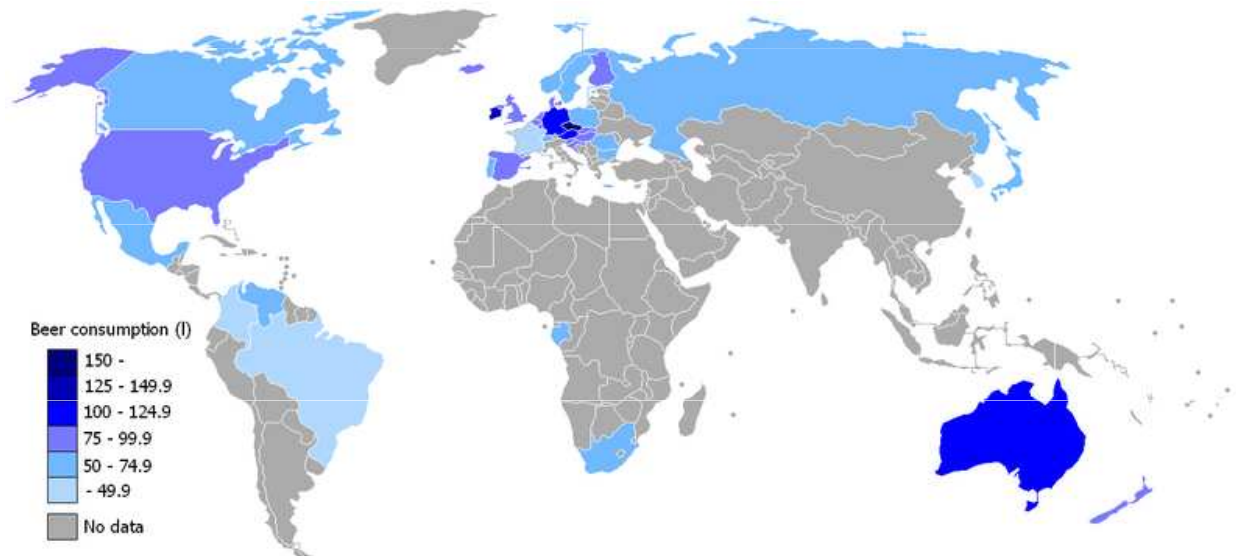 Beer consumption (l)
150 -
125 - 149.9
100 - 124.9
75 - 99.9
50 - 74.9
- 49.9
No data